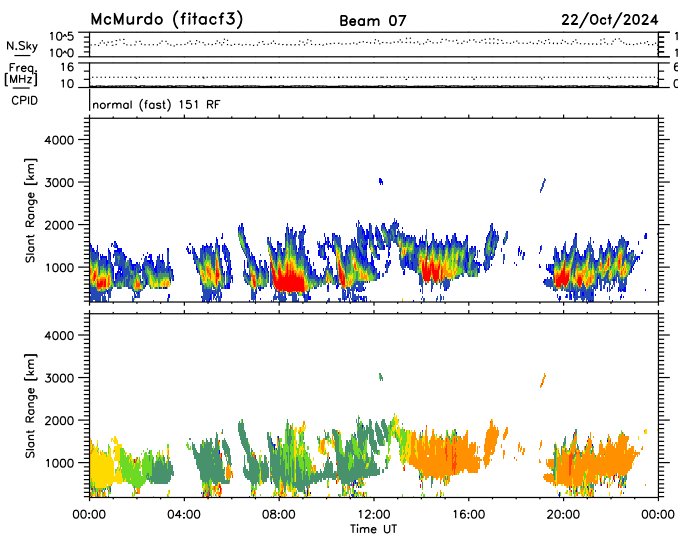 McMurdo (fitacf3) Beam 07 22/Oct/2024
N.Sky 10^5 10^0 1 1
Freq. [MHz] 16 10 6 0
CPID normal (fast) 151 RF
Slant Range [km] 4000 3000 2000 1000
Slant Range [km] 4000 3000 2000 1000
00:00 04:00 08:00 12:00 16:00 20:00 00:00
Time UT